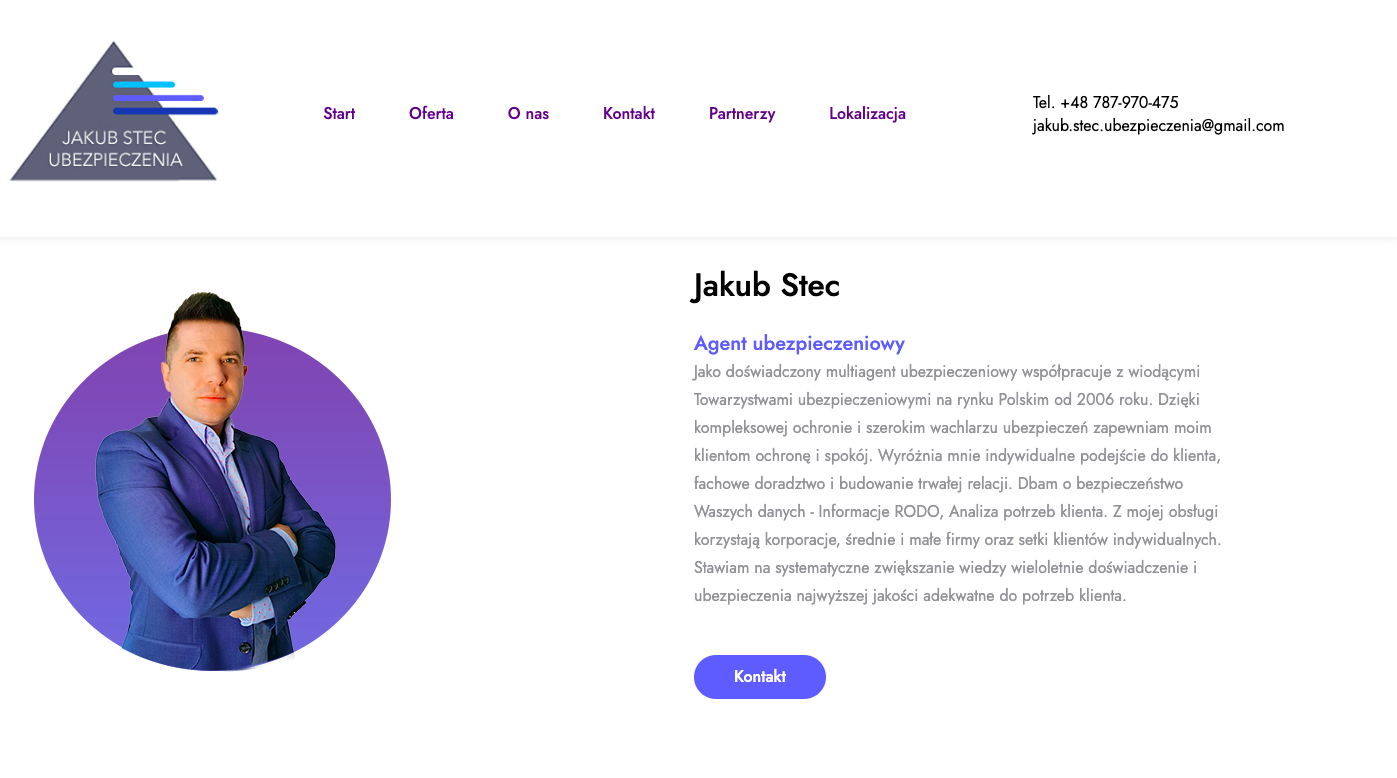 JAKUB STEC
UBEZPIECZENIA
Start
Oferta
O nas
Kontakt
Partnerzy
Lokalizacja
Tel. +48 787-970-475
jakub.stec.ubezpieczenia@gmail.com
Jakub Stec
Agent ubezpieczeniowy
Jako doświadczony multiagent ubezpieczeniowy współpracuje z wiodącymi
Towarzystwami ubezpieczeniowymi na rynku Polskim od 2006 roku. Dzięki
kompleksowej ochronie i szerokim wachlarzu ubezpieczeń zapewniam moim
klientom ochronę i spokój. Wyróżnia mnie indywidualne podejście do klienta,
fachowe doradztwo i budowanie trwałej relacji. Dbam o bezpieczeństwo
Waszych danych - Informacje RODO, Analiza potrzeb klienta. Z mojej obsługi
korzystają korporacje, średnie i małe firmy oraz setki klientów indywidualnych.
Stawiam na systematyczne zwiększanie wiedzy wieloletnie doświadczenie i
ubezpieczenia najwyższej jakości adekwatne do potrzeb klienta.
Kontakt